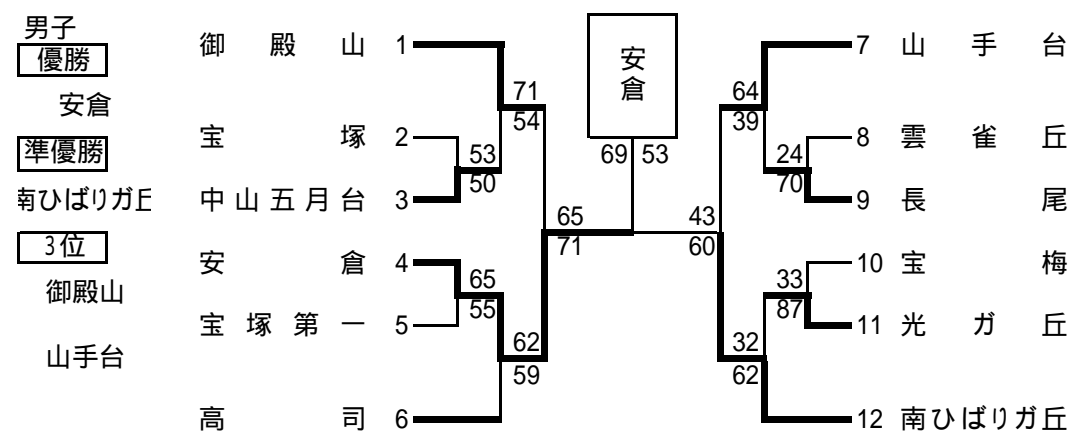 男子
優勝
安倉
準優勝
南ひばりガ丘
3位
御殿山
山手台
御殿山 1
宝塚 2
中山五月台 3
安倉 4
宝塚第一 5
高司 6
71
54
53
50
65
71
65
55
62
59
安倉
69 53
43
60
64
39
24
70
33
87
32
62
7 山手台
8 雲雀丘
9 長尾
10 宝梅
11 光ガ丘
12 南ひばりガ丘